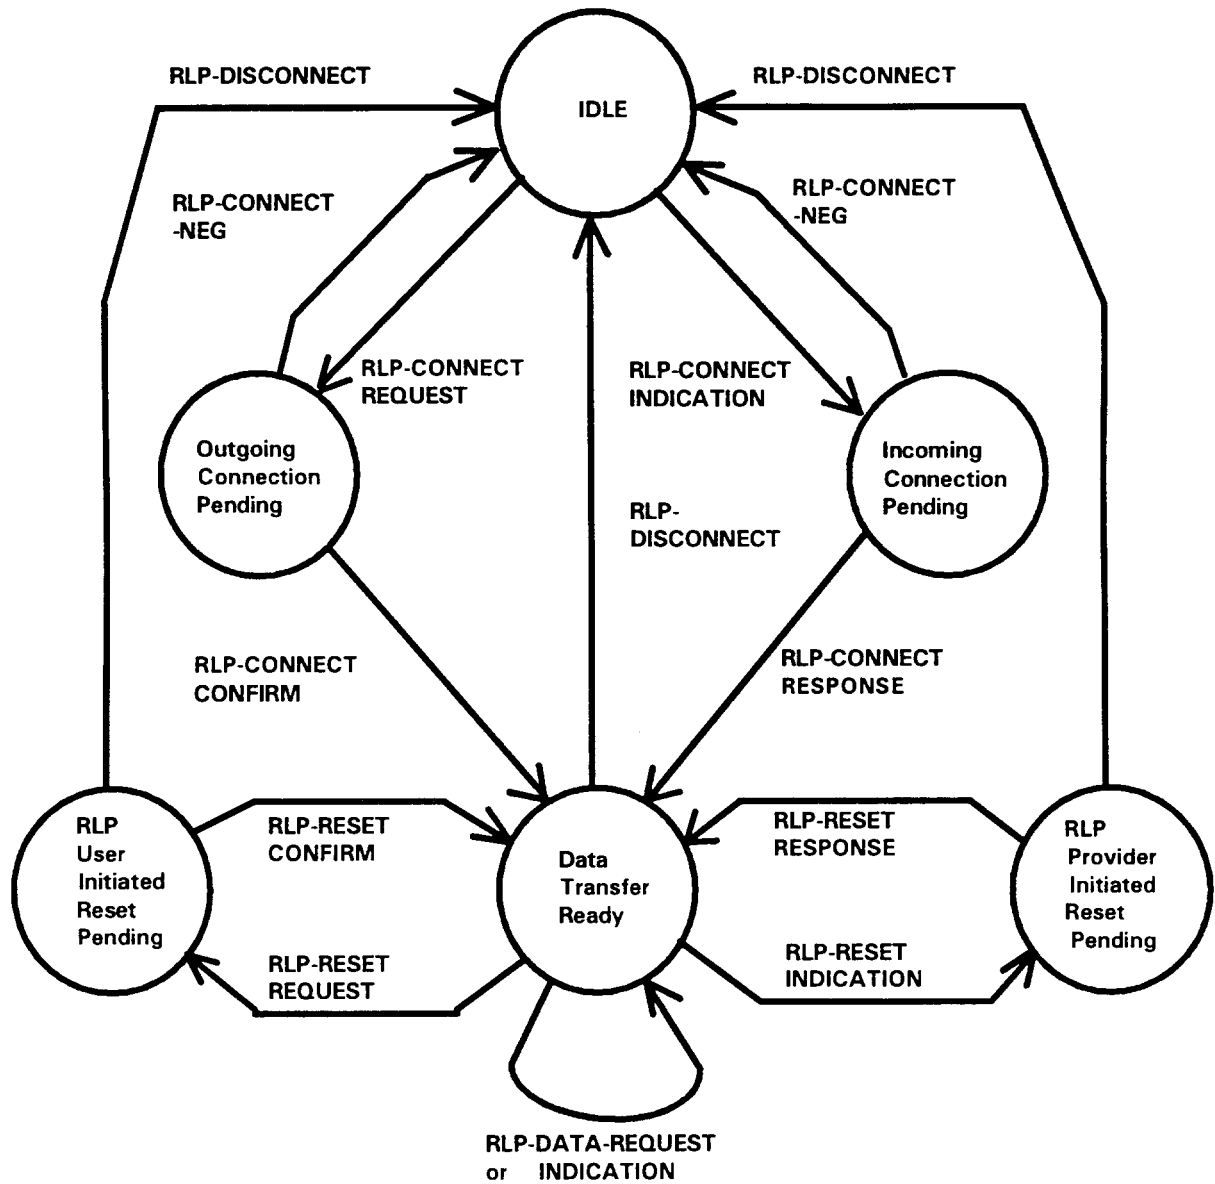 RLP-DISCONNECT
IDLE
RLP-DISCONNECT
RLP-CONNECT
-NEG
RLP-CONNECT
-NEG
RLP-CONNECT
REQUEST
RLP-CONNECT
INDICATION
Outgoing
Connection
Pending
Incoming
Connection
Pending
RLP-
DISCONNECT
RLP-CONNECT
CONFIRM
RLP-CONNECT
RESPONSE
RLP
User
Initiated
Reset
Pending
RLP-RESET
CONFIRM
Data
Transfer
Ready
RLP-RESET
RESPONSE
RLP
Provider
Initiated
Reset
Pending
RLP-RESET
REQUEST
RLP-RESET
INDICATION
RLP-DATA-REQUEST
or INDICATION